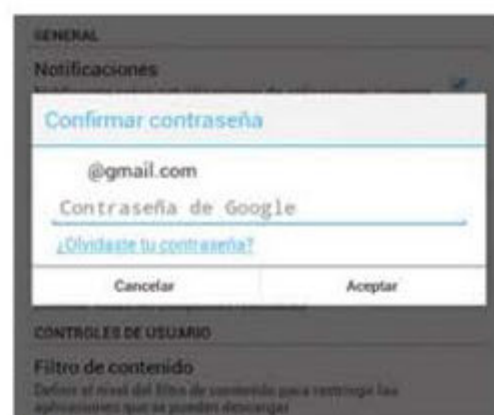 GENERAL
Notificaciones
Confirmar contraseña
@gmail.com
Contraseña de Google
¿Olvidaste tu contraseña?
Cancelar
Aceptar
CONTROLES DE USUARIO
Filtro de contenido
Definir el nivel del filtro de contenido para restringir las
aplicaciones que se pueden descargar